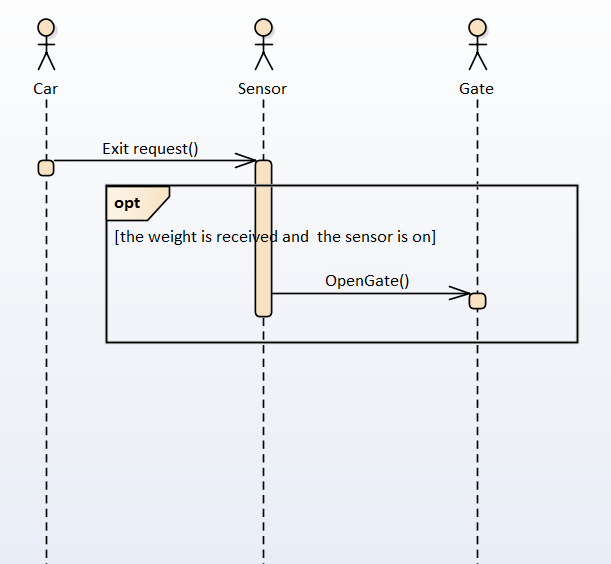 Car
Sensor
Gate
Exit request()
opt
[the weight is received and  the sensor is on]
OpenGate()